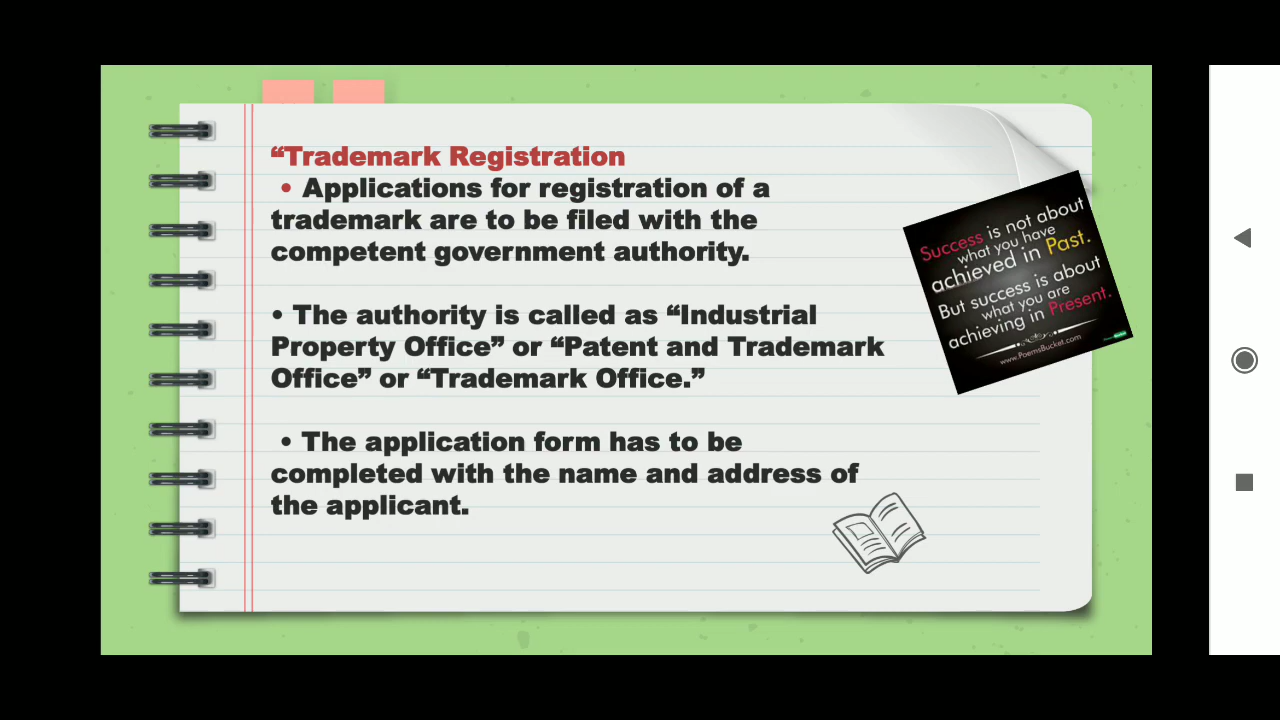 “Trademark Registration
• Applications for registration of a
trademark are to be filed with the
competent government authority.
• The authority is called as “Industrial
Property Office” or “Patent and Trademark
Office” or “Trademark Office.”
• The application form has to be
completed with the name and address of
the applicant.
Success is not about
what you have
achieved in Past.
But success is about
what you are
achieving in Present.
www.PoemsBucket.com